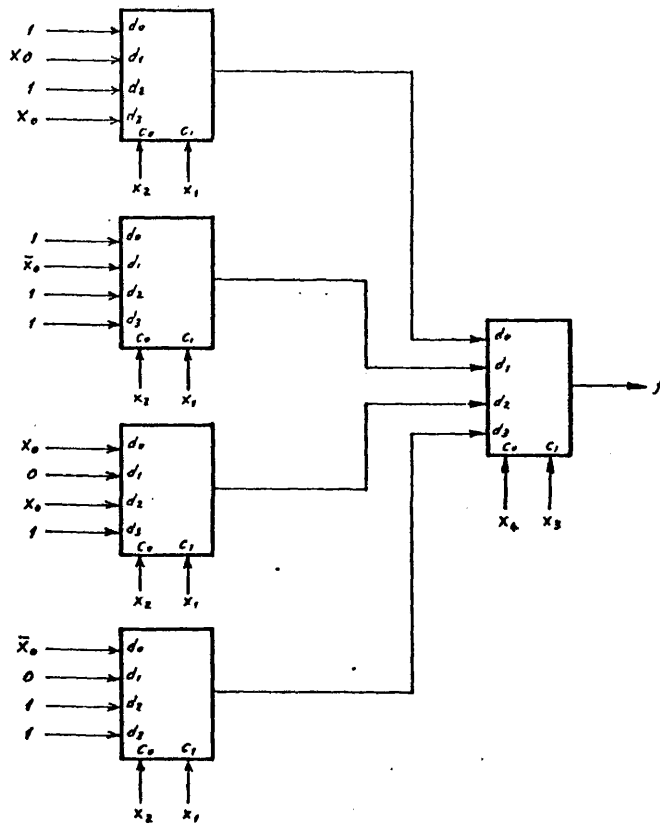 1 d0
X0 d1
1 d2
X0 d3
C0 C1
X2 X1
1 d0
X̄0 d1
1 d2
1 d3
C0 C1
X2 X1
X0 d0
0 d1
X0 d2
1 d3
C0 C1
X2 X1
X̄0 d0
0 d1
1 d2
1 d3
C0 C1
X2 X1
d0
d1
d2
d3
C0 C1
X4 X3